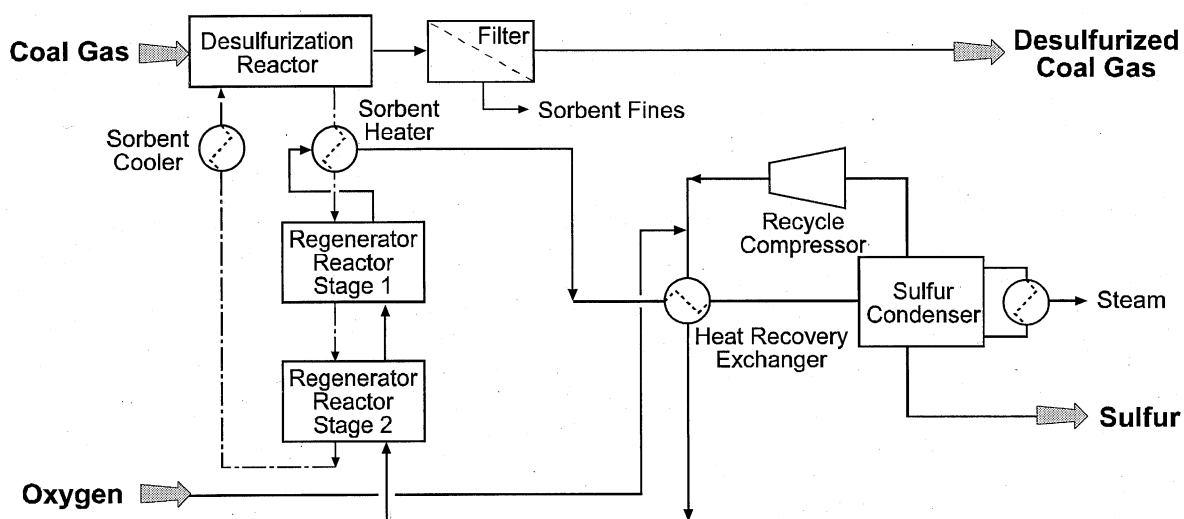 Coal Gas
Desulfurization
Reactor
Filter
Desulfurized
Coal Gas
Sorbent Fines
Sorbent
Heater
Sorbent
Cooler
Recycle
Compressor
Regenerator
Reactor
Stage 1
Sulfur
Condenser
Steam
Heat Recovery
Exchanger
Regenerator
Reactor
Stage 2
Sulfur
Oxygen